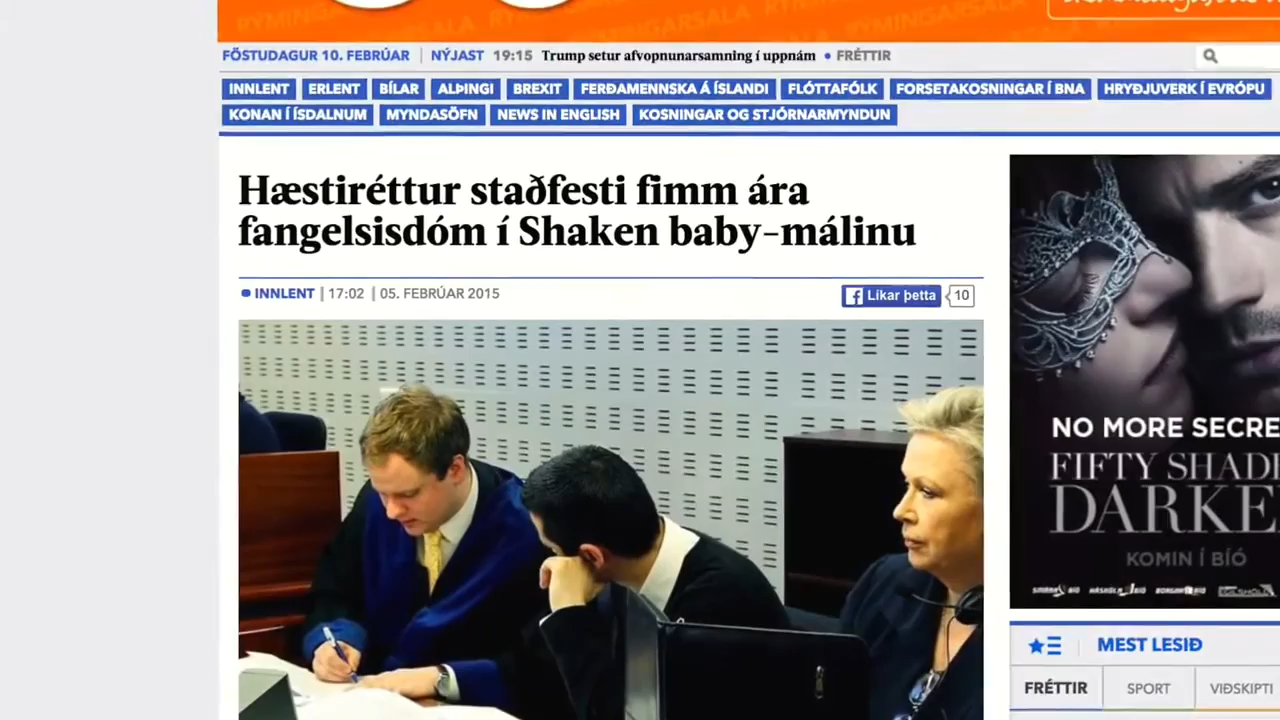 RÝMINGARSALA
FÖSTUDAGUR 10. FEBRÚAR
NÝJAST 19:15 Trump setur afvopnunarsamning í uppnám • FRÉTTIR
INNLENT ERLENT BÍLAR ALÞINGI BREXIT FERÐAMENNSKA Á ÍSLANDI FLÓTTAFÓLK FORSETAKOSNINGAR Í BNA HRYÐJUVERK Í EVRÓPU
KONAN Í ÍSDALNUM MYNDASÖFN NEWS IN ENGLISH KOSNINGAR OG STJÓRNARMYNDUN
Hæstiréttur staðfesti fimm ára
fangelsisdóm í Shaken baby-málinu
INNLENT | 17:02 | 05. FEBRÚAR 2015
Líkar þetta 10
NO MORE SECRE
FIFTY SHADE
DARKE
KOMIN Í BÍÓ
MEST LESIÐ
FRÉTTIR SPORT VIÐSKIPTI